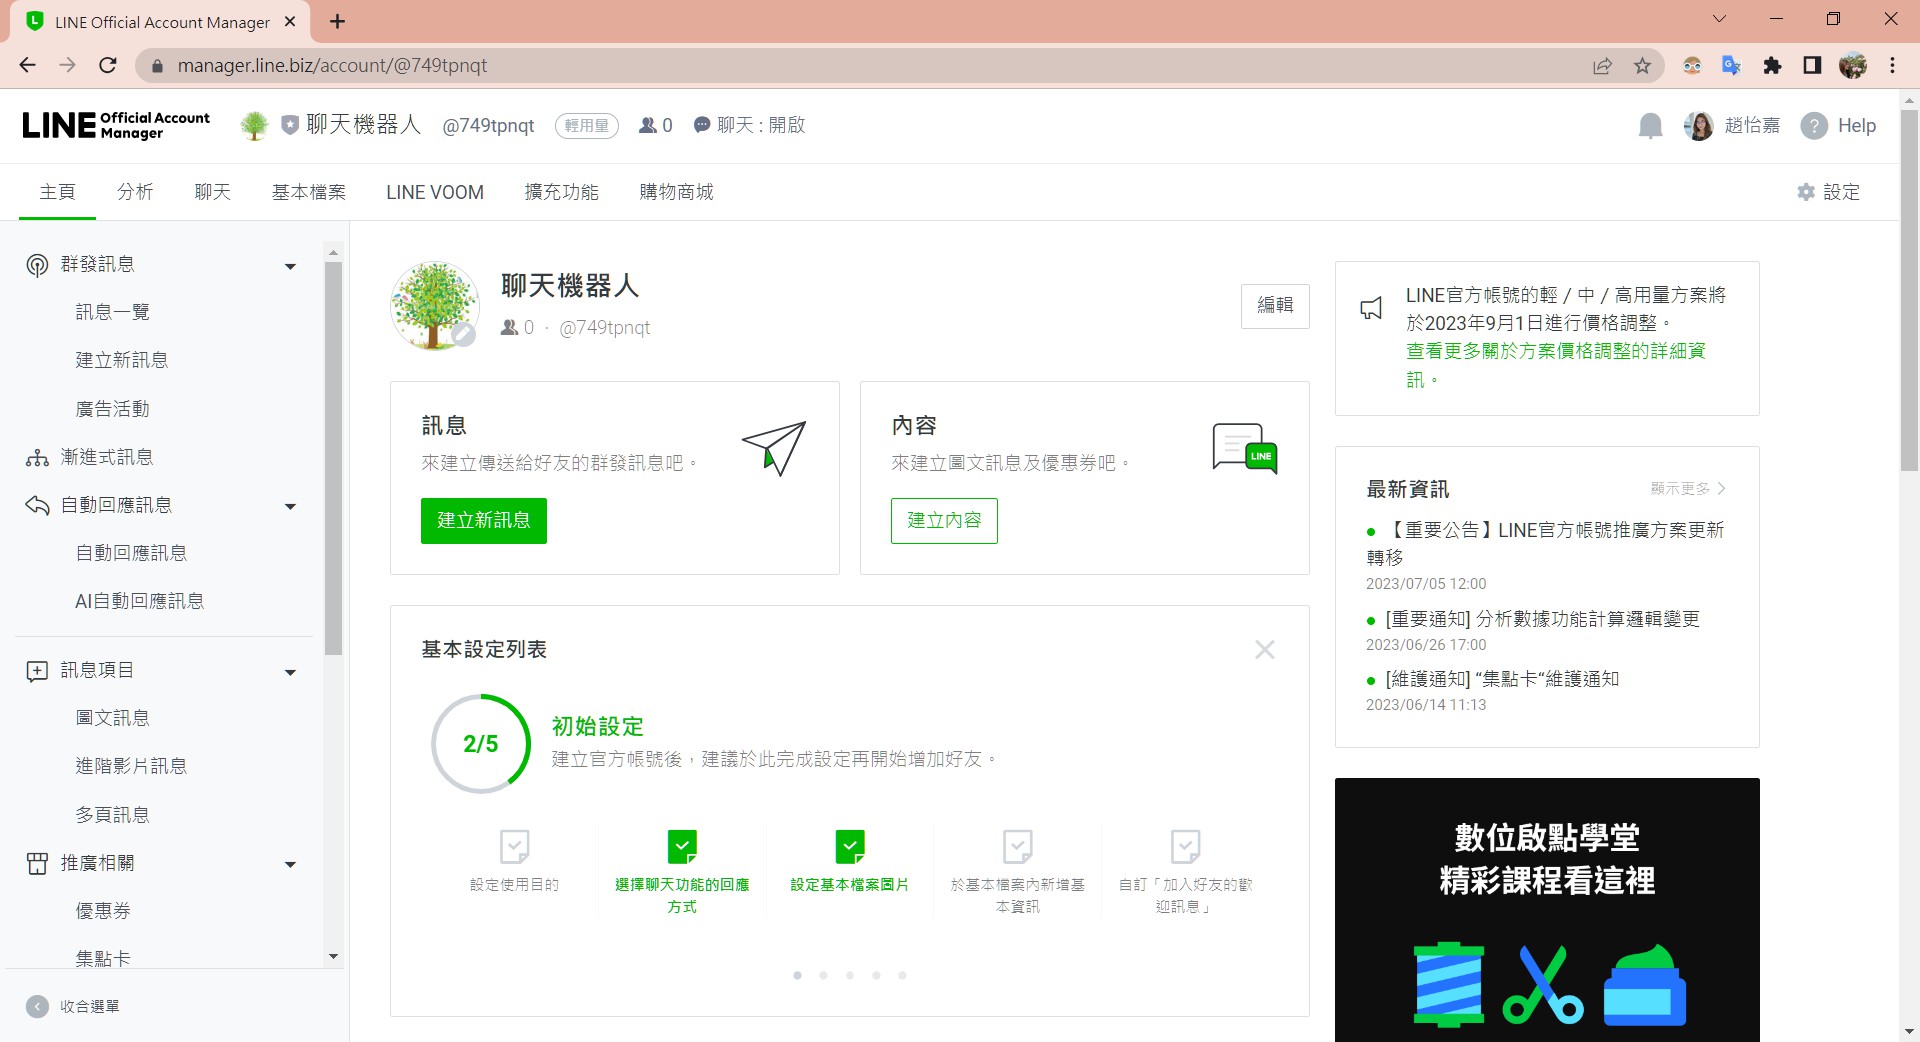 LINE Official Account Manager
manager.line.biz/account/@749tpnqt
LINE Official Account Manager
聊天機器人
@749tpnqt
輕用量
0
聊天 : 開啟
趙怡嘉
Help
主頁
分析
聊天
基本檔案
LINE VOOM
擴充功能
購物商城
設定
群發訊息
訊息一覽
建立新訊息
廣告活動
漸進式訊息
自動回應訊息
自動回應訊息
AI自動回應訊息
訊息項目
圖文訊息
進階影片訊息
多頁訊息
推廣相關
優惠券
集點卡
收合選單
聊天機器人
0 · @749tpnqt
編輯
訊息
來建立傳送給好友的群發訊息吧。
建立新訊息
內容
來建立圖文訊息及優惠券吧。
LINE
建立內容
基本設定列表
2/5
初始設定
建立官方帳號後，建議於此完成設定再開始增加好友。
設定使用目的
選擇聊天功能的回應
方式
設定基本檔案圖片
於基本檔案內新增基
本資訊
自訂「加入好友的歡
迎訊息」
LINE官方帳號的輕 / 中 / 高用量方案將
於2023年9月1日進行價格調整。
查看更多關於方案價格調整的詳細資
訊。
最新資訊
顯示更多
【重要公告】LINE官方帳號推廣方案更新
轉移
2023/07/05 12:00
[重要通知] 分析數據功能計算邏輯變更
2023/06/26 17:00
[維護通知] “集點卡“維護通知
2023/06/14 11:13
數位啟點學堂
精彩課程看這裡